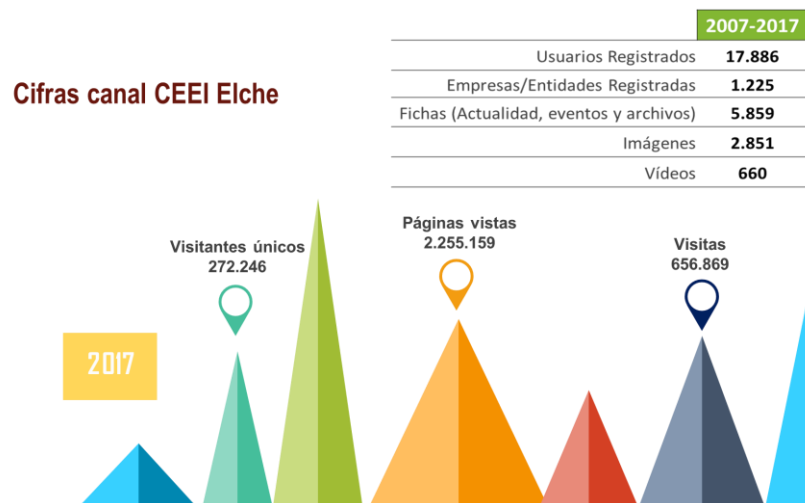 2007-2017
Usuarios Registrados 17.886
Empresas/Entidades Registradas 1.225
Fichas (Actualidad, eventos y archivos) 5.859
Imágenes 2.851
Vídeos 660
Cifras canal CEEI Elche
Visitantes únicos
272.246
Páginas vistas
2.255.159
Visitas
656.869
2017